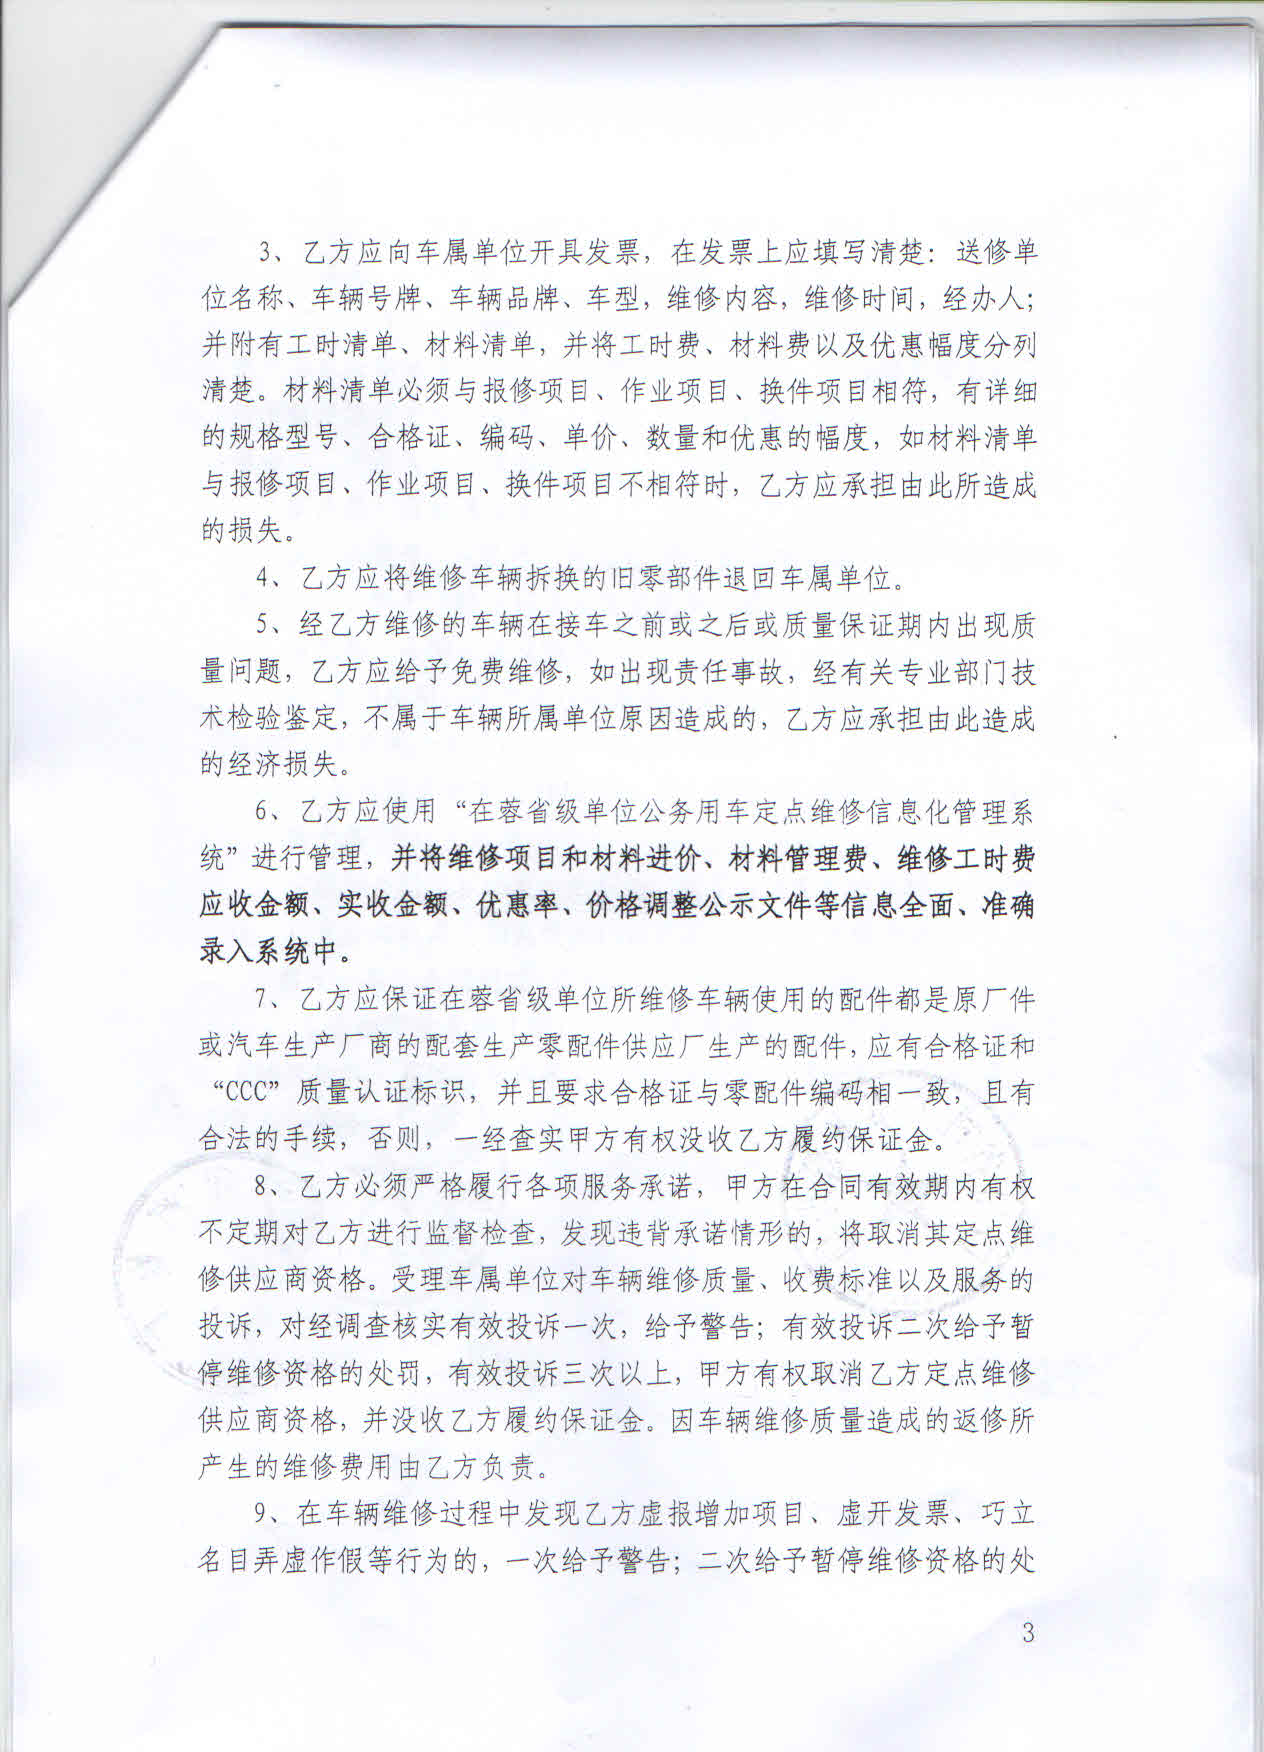 3、乙方应向车属单位开具发票，在发票上应填写清楚：送修单
位名称、车辆号牌、车辆品牌、车型，维修内容，维修时间，经办人；
并附有工时清单、材料清单，并将工时费、材料费以及优惠幅度分列
清楚。材料清单必须与报修项目、作业项目、换件项目相符，有详细
的规格型号、合格证、编码、单价、数量和优惠的幅度，如材料清单
与报修项目、作业项目、换件项目不相符时，乙方应承担由此所造成
的损失。
4、乙方应将维修车辆拆换的旧零部件退回车属单位。
5、经乙方维修的车辆在接车之前或之后或质量保证期内出现质
量问题，乙方应给予免费维修，如出现责任事故，经有关专业部门技
术检验鉴定，不属于车辆所属单位原因造成的，乙方应承担由此造成
的经济损失。
6、乙方应使用“在蓉省级单位公务用车定点维修信息化管理系
统”进行管理，并将维修项目和材料进价、材料管理费、维修工时费
应收金额、实收金额、优惠率、价格调整公示文件等信息全面、准确
录入系统中。
7、乙方应保证在蓉省级单位所维修车辆使用的配件都是原厂件
或汽车生产厂商的配套生产零配件供应厂生产的配件，应有合格证和
“CCC”质量认证标识，并且要求合格证与零配件编码相一致，且有
合法的手续，否则，一经查实甲方有权没收乙方履约保证金。
8、乙方必须严格履行各项服务承诺，甲方在合同有效期内有权
不定期对乙方进行监督检查，发现违背承诺情形的，将取消其定点维
修供应商资格。受理车属单位对车辆维修质量、收费标准以及服务的
投诉，对经调查核实有效投诉一次，给予警告；有效投诉二次给予暂
停维修资格的处罚，有效投诉三次以上，甲方有权取消乙方定点维修
供应商资格，并没收乙方履约保证金。因车辆维修质量造成的返修所
产生的维修费用由乙方负责。
9、在车辆维修过程中发现乙方虚报增加项目、虚开发票、巧立
名目弄虚作假等行为的，一次给予警告；二次给予暂停维修资格的处
3